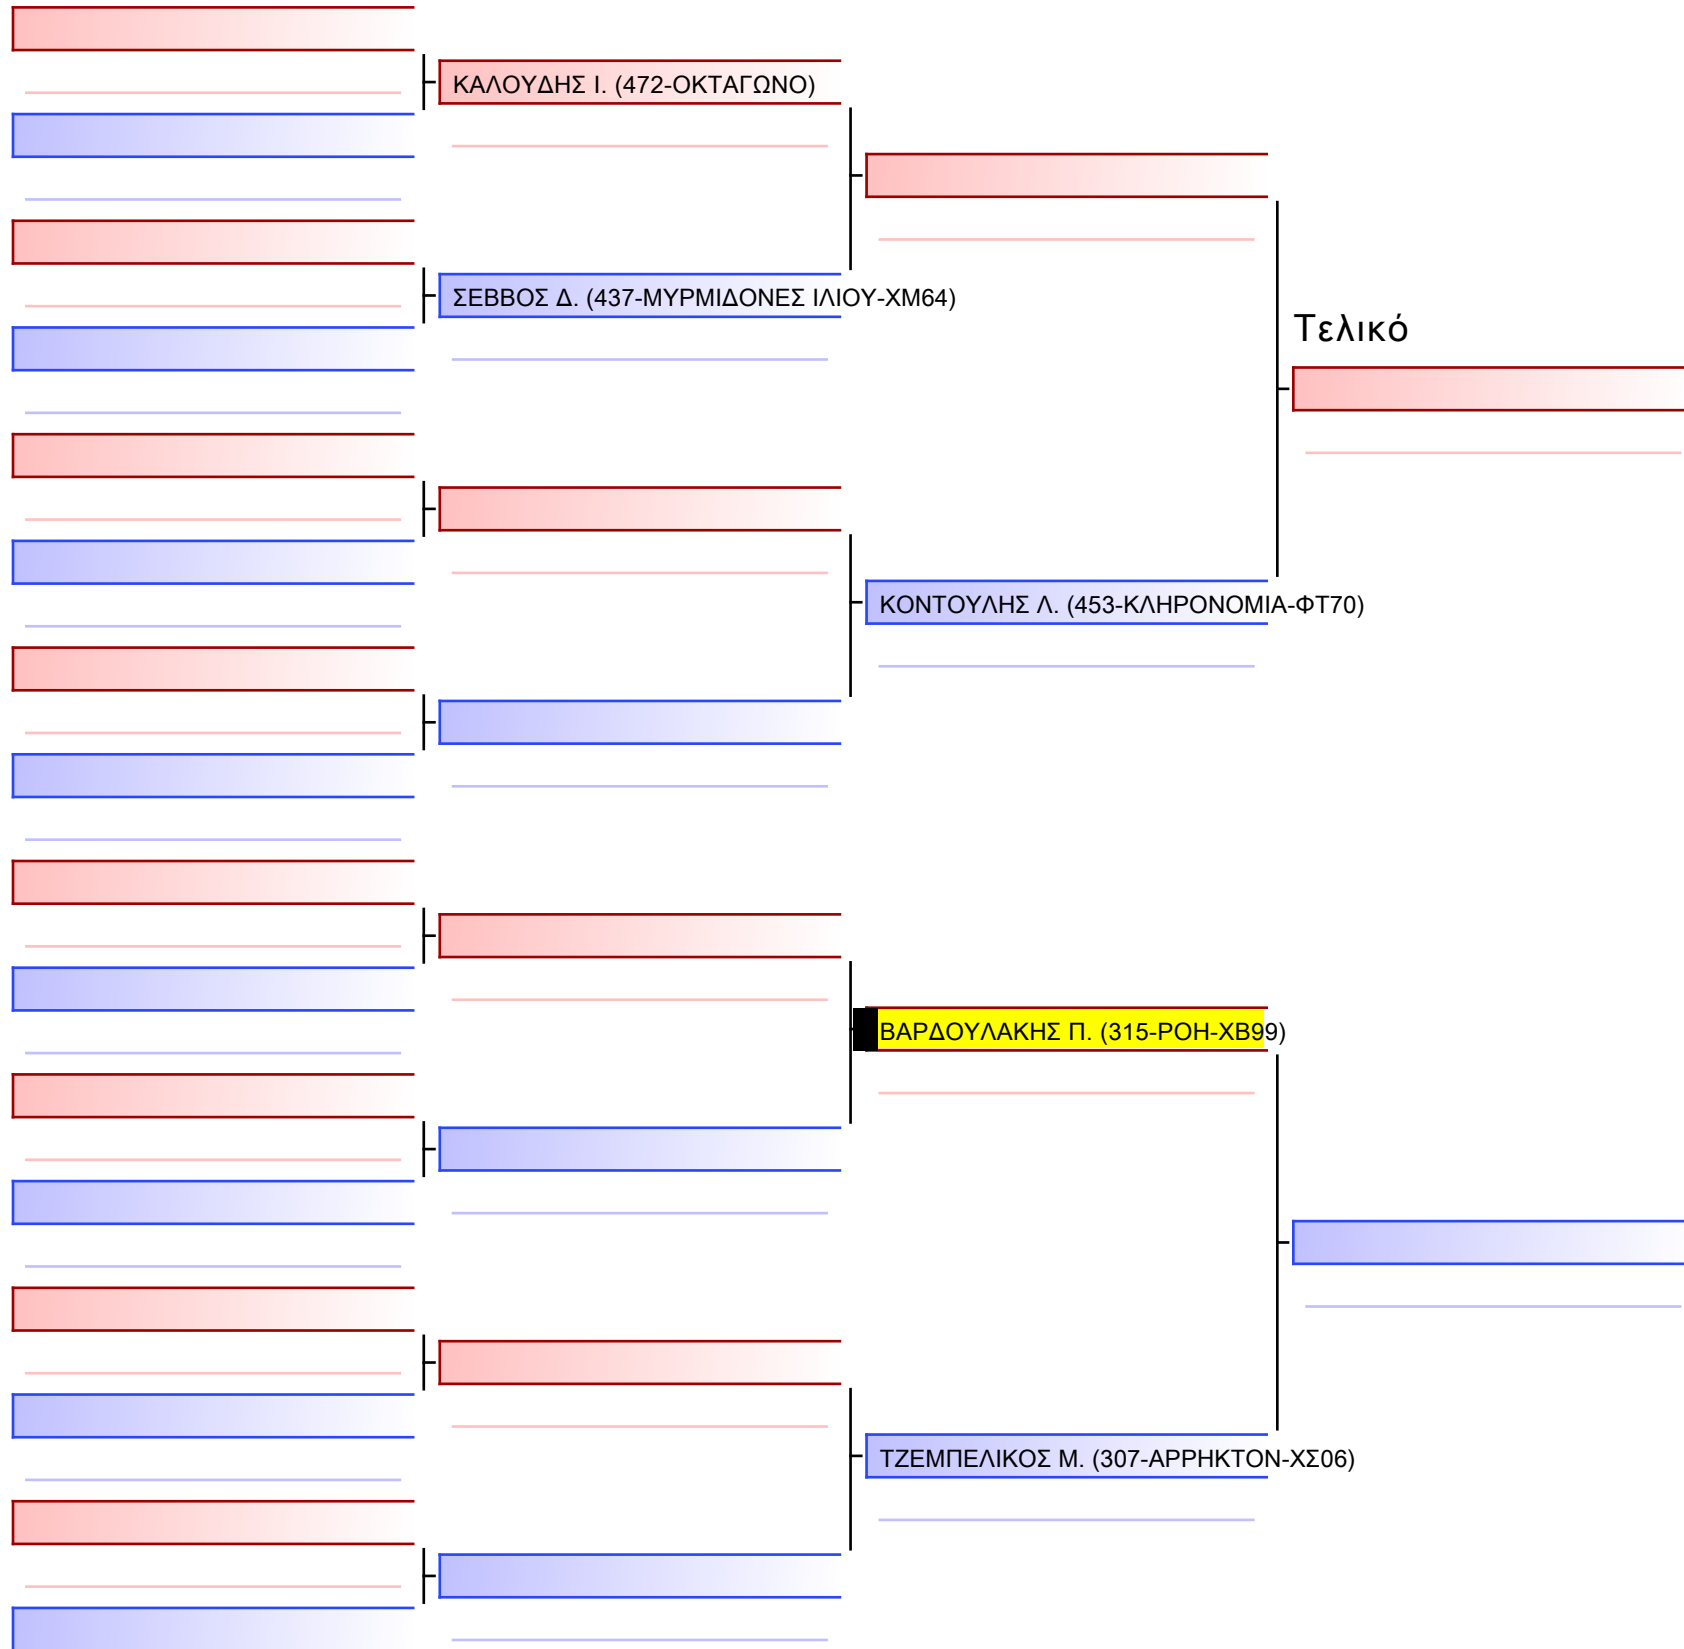 ΚΑΛΟΥΔΗΣ Ι. (472-ΟΚΤΑΓΩΝΟ)
ΣΕΒΒΟΣ Δ. (437-ΜΥΡΜΙΔΟΝΕΣ ΙΛΙΟΥ-ΧΜ64)
Τελικό
ΚΟΝΤΟΥΛΗΣ Λ. (453-ΚΛΗΡΟΝΟΜΙΑ-ΦΤ70)
ΒΑΡΔΟΥΛΑΚΗΣ Π. (315-ΡΟΗ-ΧΒ99)
ΤΖΕΜΠΕΛΙΚΟΣ Μ. (307-ΑΡΡΗΚΤΟΝ-ΧΣ06)